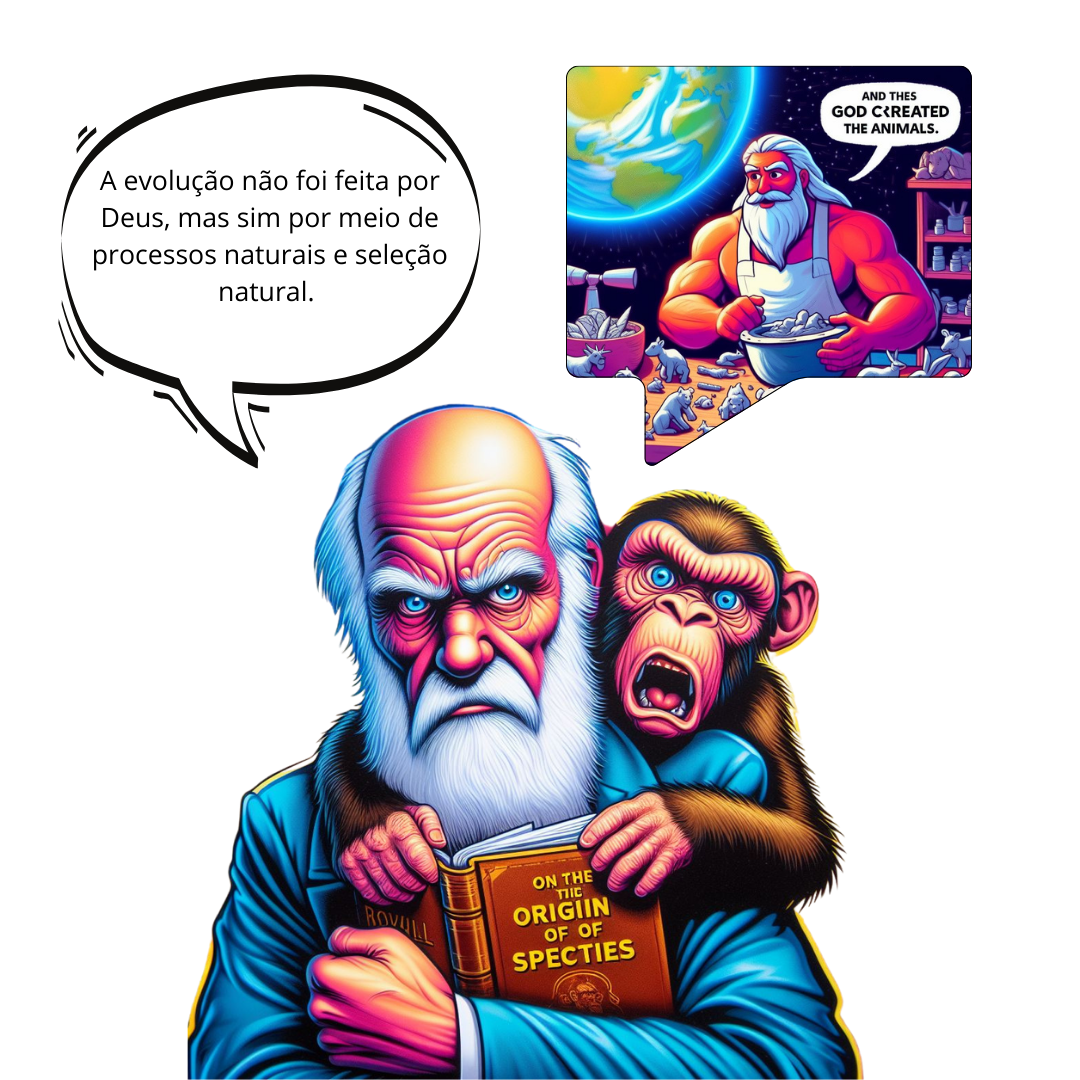 A evolução não foi feita por
Deus, mas sim por meio de
processos naturais e seleção
natural.
AND THES
GOD CRREATED
THE ANIMALS.
ON THE
ORIGIIN
OF OF
SPECTIES